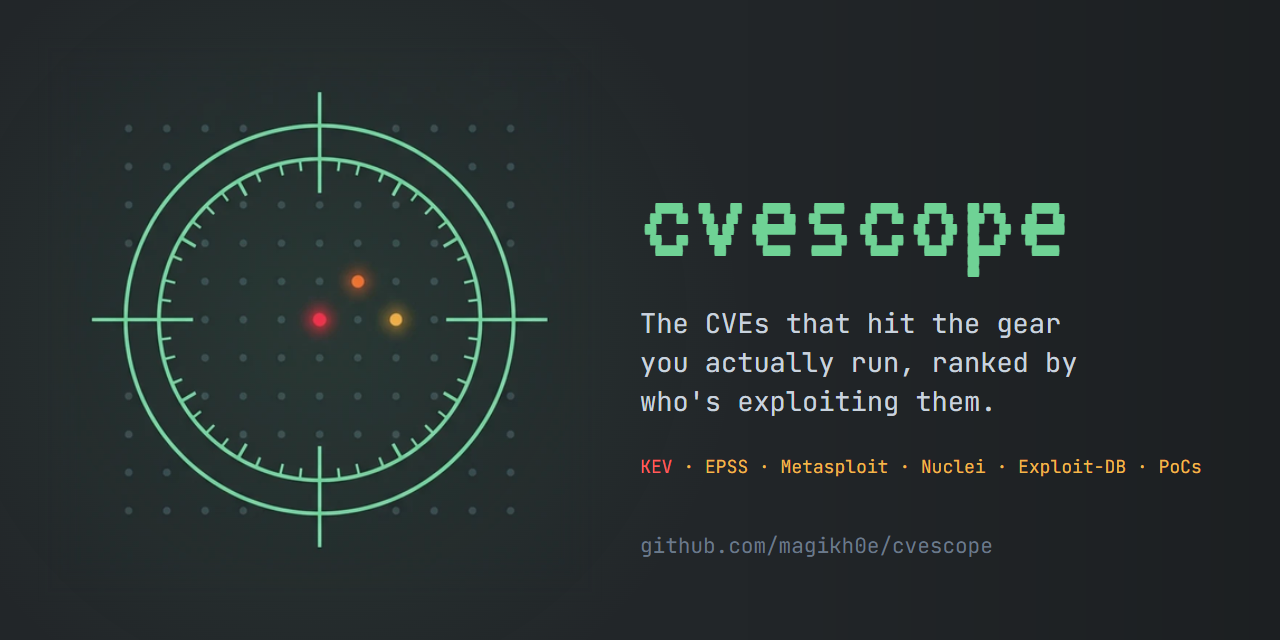 cvescope
The CVEs that hit the gear
you actually run, ranked by
who's exploiting them.
KEV · EPSS · Metasploit · Nuclei · Exploit-DB · PoCs
github.com/magikh0e/cvescope